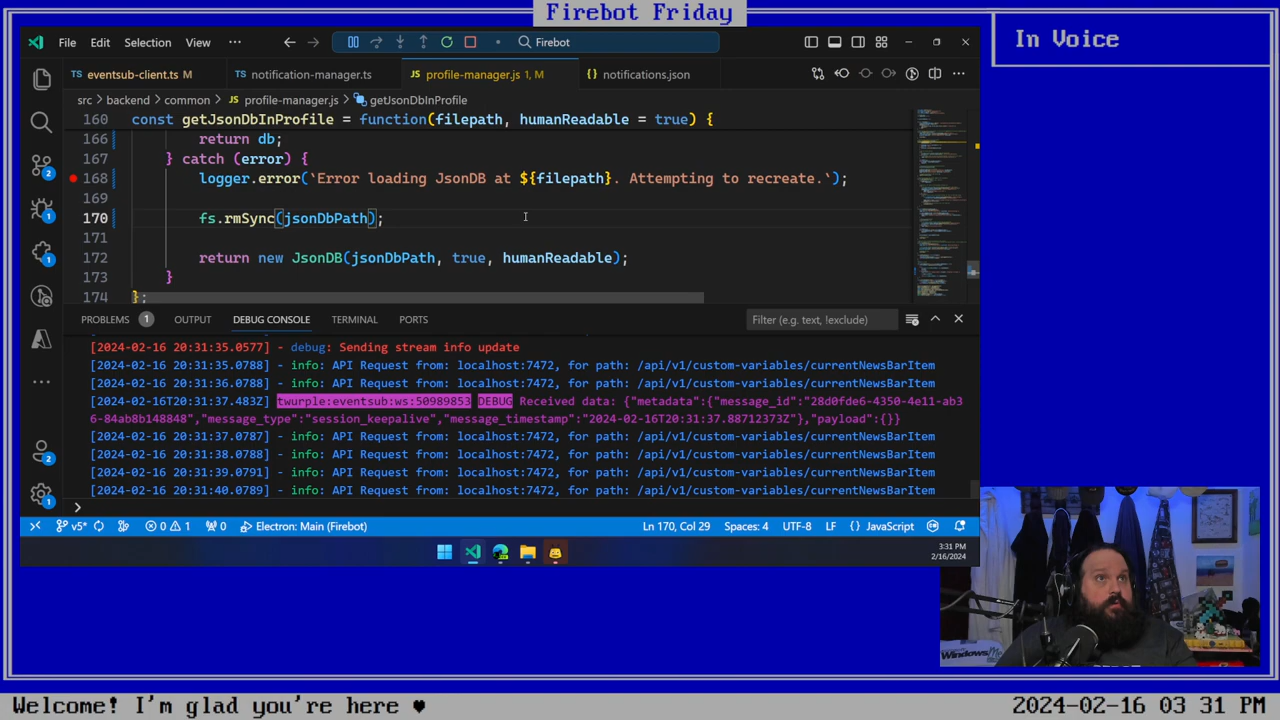 Firebot Friday
In Voice
File Edit Selection View ··· Firebot
eventsub-client.ts M notification-manager.ts profile-manager.js 1, M notifications.json
src > backend > common > profile-manager.js > getJsonDbInProfile
160 const getJsonDbInProfile = function(filepath, humanReadable = true) {
166 return db;
167 } catch (error) {
168 logger.error(`Error loading JsonDB at ${filepath}. Attempting to recreate.`);
169
170 fs.rmSync(jsonDbPath);
171
172 return new JsonDB(jsonDbPath, true, humanReadable);
173 }
174 };
PROBLEMS 1 OUTPUT DEBUG CONSOLE TERMINAL PORTS Filter (e.g. text, !exclude)
[2024-02-16 20:31:35.0577] - debug: Sending stream info update
[2024-02-16 20:31:35.0788] - info: API Request from: localhost:7472, for path: /api/v1/custom-variables/currentNewsBarItem
[2024-02-16 20:31:36.0788] - info: API Request from: localhost:7472, for path: /api/v1/custom-variables/currentNewsBarItem
[2024-02-16T20:31:37.483Z] twurple:eventsub:ws:50989853 DEBUG Received data: {"metadata":{"message_id":"28d0fde6-4350-4e11-ab3
6-84ab8b148848","message_type":"session_keepalive","message_timestamp":"2024-02-16T20:31:37.88712373Z"},"payload":{}}
[2024-02-16 20:31:37.0787] - info: API Request from: localhost:7472, for path: /api/v1/custom-variables/currentNewsBarItem
[2024-02-16 20:31:38.0788] - info: API Request from: localhost:7472, for path: /api/v1/custom-variables/currentNewsBarItem
[2024-02-16 20:31:39.0791] - info: API Request from: localhost:7472, for path: /api/v1/custom-variables/currentNewsBarItem
[2024-02-16 20:31:40.0789] - info: API Request from: localhost:7472, for path: /api/v1/custom-variables/currentNewsBarItem
v5* 0 1 0 Electron: Main (Firebot) Ln 170, Col 29 Spaces: 4 UTF-8 LF {} JavaScript
3:31 PM
2/16/2024
Windows Me
Welcome! I'm glad you're here ♥ 2024-02-16 03 31 PM